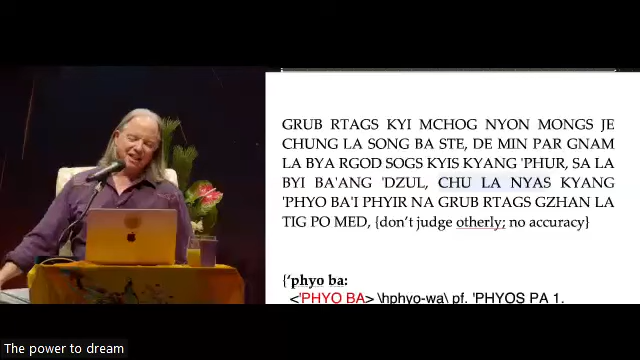 GRUB RTAGS KYI MCHOG NYON MONGS JE
CHUNG LA SONG BA STE, DE MIN PAR GNAM
LA BYA RGOD SOGS KYIS KYANG 'PHUR, SA LA
BYI BA'ANG 'DZUL, CHU LA NYAS KYANG
'PHYO BA'I PHYIR NA GRUB RTAGS GZHAN LA
TIG PO MED, {don't judge otherly; no accuracy}
{‘phyo ba:
<'PHYO BA> \hphyo-wa\ pf. 'PHYOS PA 1.
The power to dream